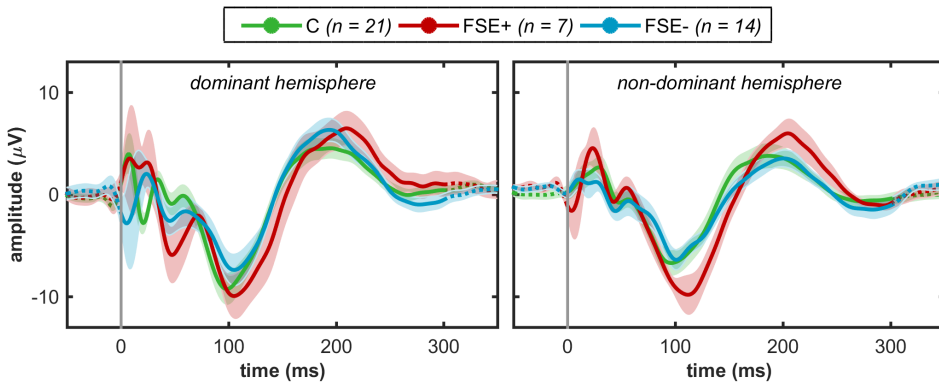 C (n = 21) FSE+ (n = 7) FSE- (n = 14)
dominant hemisphere
non-dominant hemisphere
amplitude (μV)
10
0
-10
0 100 200 300
0 100 200 300
time (ms)
time (ms)